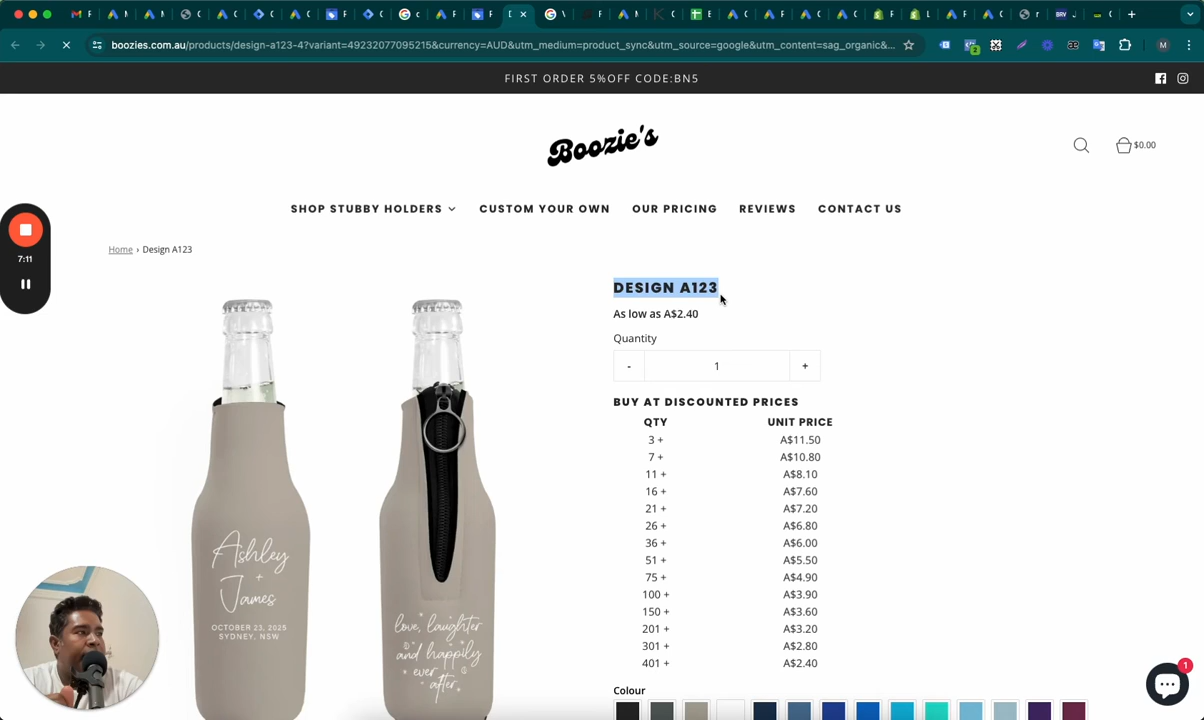 boozies.com.au/products/design-a123-4?variant=49232077095215&currency=AUD&utm_medium=product_sync&utm_source=google&utm_content=sag_organic&...
FIRST ORDER 5%OFF CODE:BN5
Boozie's
$0.00
SHOP STUBBY HOLDERS
CUSTOM YOUR OWN
OUR PRICING
REVIEWS
CONTACT US
7:11
Home › Design A123
DESIGN A123
As low as A$2.40
Quantity
- 1 +
BUY AT DISCOUNTED PRICES
QTY UNIT PRICE
3 + A$11.50
7 + A$10.80
11 + A$8.10
16 + A$7.60
21 + A$7.20
26 + A$6.80
36 + A$6.00
51 + A$5.50
75 + A$4.90
100 + A$3.90
150 + A$3.60
201 + A$3.20
301 + A$2.80
401 + A$2.40
Colour
Ashley
+
James
OCTOBER 23, 2025
SYDNEY, NSW
love, laughter
and happily
ever
after
1